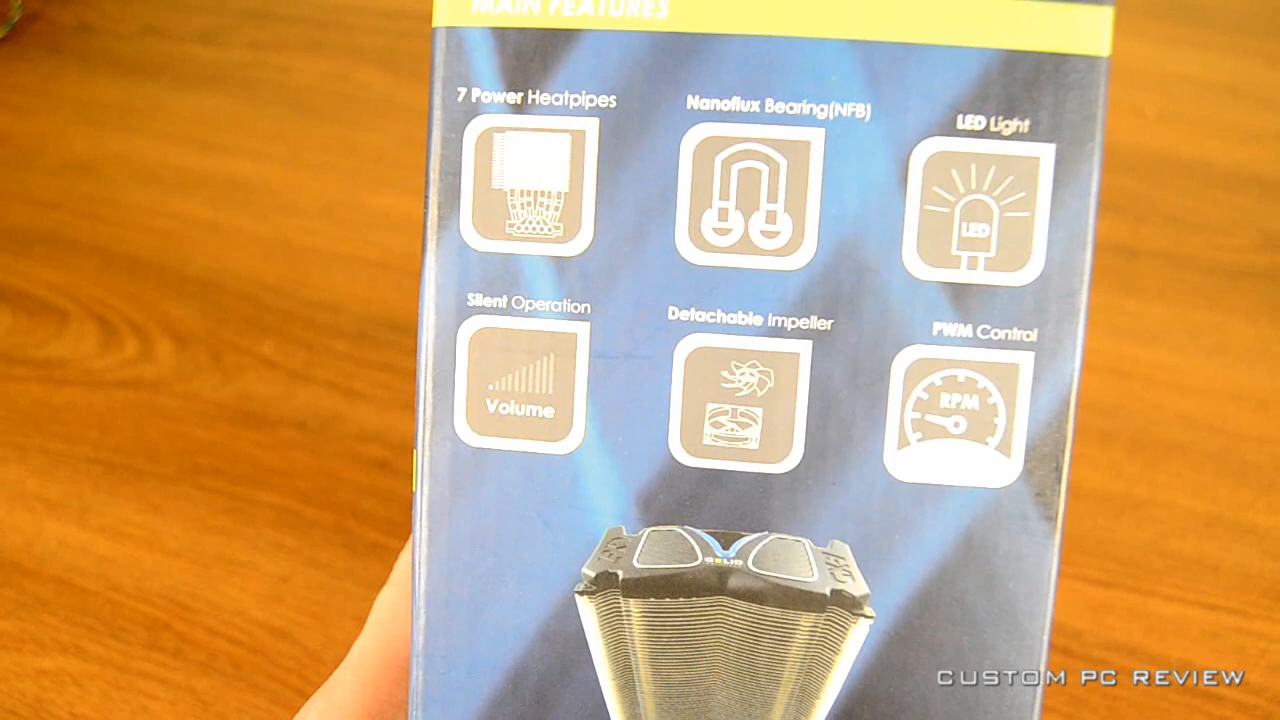 MAIN FEATURES
7 Power Heatpipes
Nanoflux Bearing(NFB)
LED Light
LED
Silent Operation
Detachable Impeller
PWM Control
Volume
RPM
GELID
CUSTOM PC REVIEW